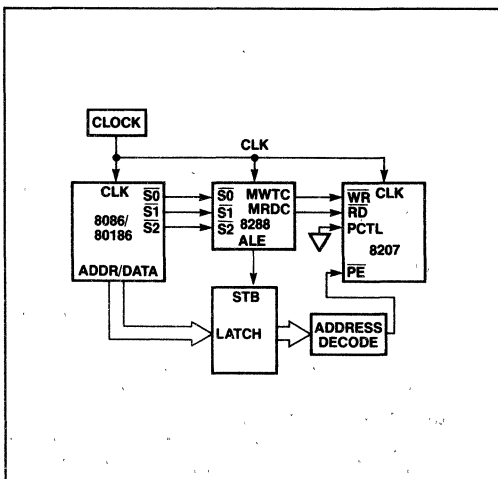 CLOCK
CLK
CLK
S0
S1
S2
8086/
80186
ADDR/DATA
S0
S1
S2
MWTC
MRDC
8288
ALE
CLK
WR
RD
PCTL
8207
PE
STB
LATCH
ADDRESS
DECODE